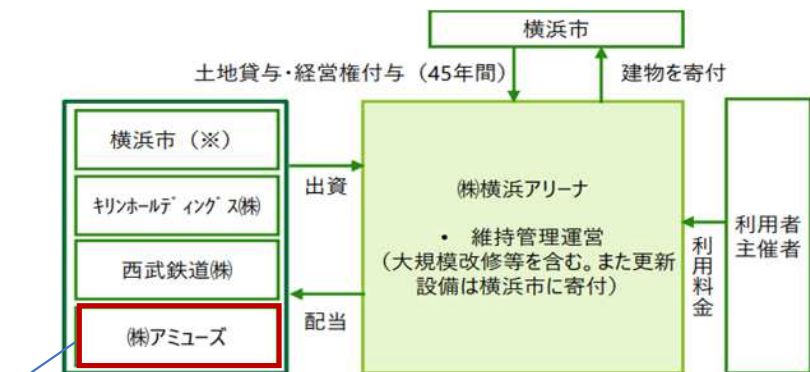 横浜市
土地貸与・経営権付与（45年間）
建物を寄付
横浜市（※）
キリンホールディングス㈱
西武鉄道㈱
㈱アミューズ
出資
配当
㈱横浜アリーナ
・ 維持管理運営
（大規模改修等を含む。また更新
設備は横浜市に寄付）
利用料金
利用者
主催者